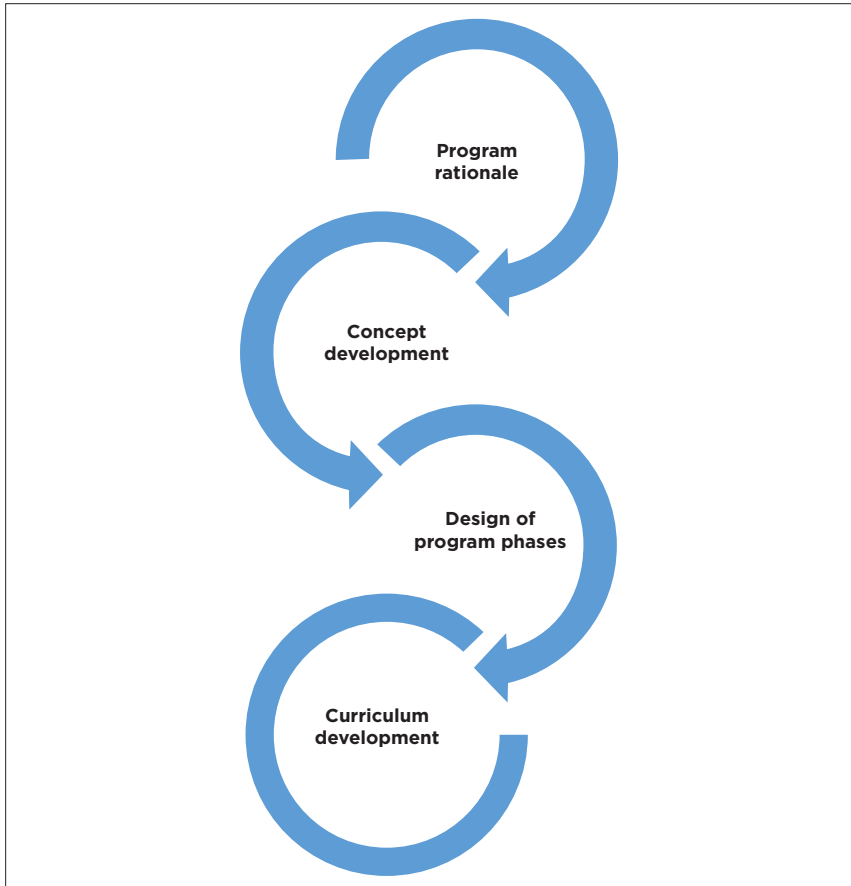 Program
rationale
Concept
development
Design of
program phases
Curriculum
development